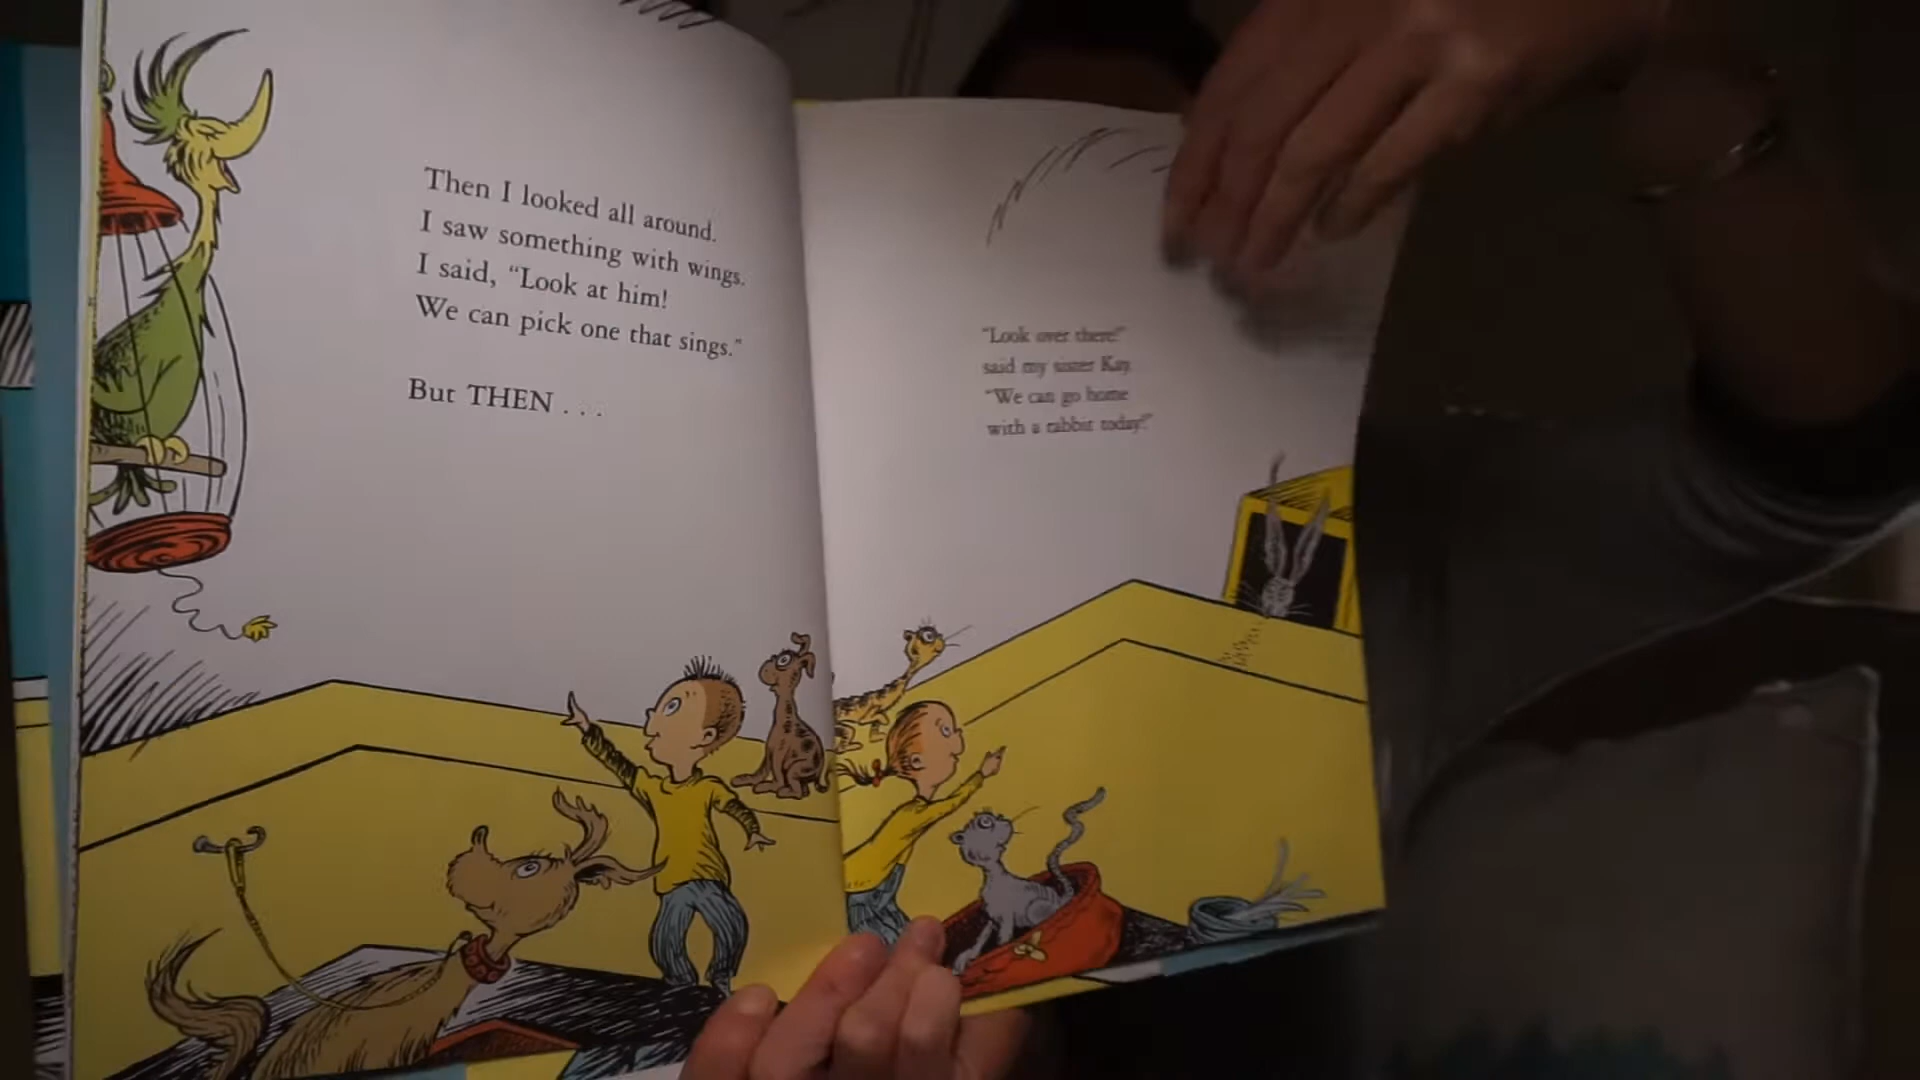 Then I looked all around.
I saw something with wings.
I said, “Look at him!
We can pick one that sings.”
But THEN . . .
“Look over there!”
said my sister Kay.
“We can go home
with a rabbit today!”